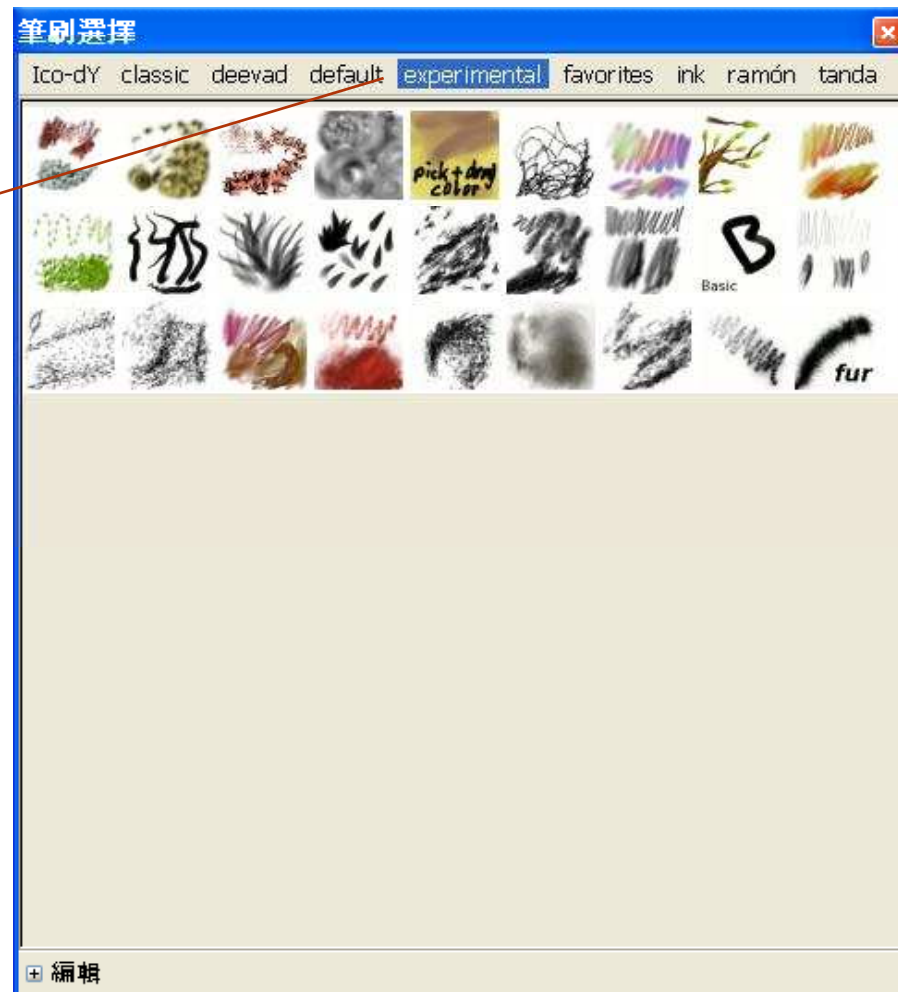 筆刷選擇
Ico-dY classic deevad default experimental favorites ink ramón tanda
pick + drag
color
B
Basic
fur
編輯